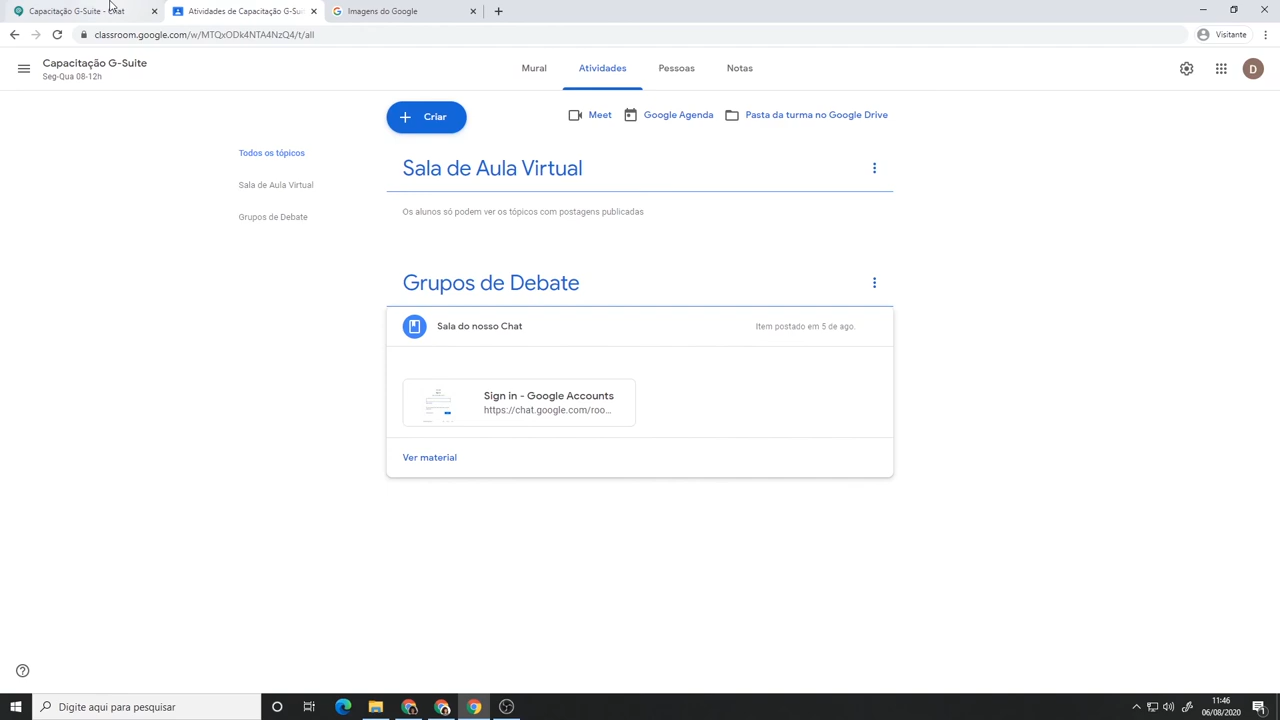 Capacitação G-Suite -
Atividades de Capacitação G-Sui
Imagens do Google
classroom.google.com/w/MTQxODk4NTA4NzQ4/t/all
Visitante
Capacitação G-Suite
Seg-Qua 08-12h
Mural
Atividades
Pessoas
Notas
D
Criar
Meet
Google Agenda
Pasta da turma no Google Drive
Todos os tópicos
Sala de Aula Virtual
Grupos de Debate
Sala de Aula Virtual
Os alunos só podem ver os tópicos com postagens publicadas
Grupos de Debate
Sala do nosso Chat
Item postado em 5 de ago.
Sign in - Google Accounts
https://chat.google.com/roo...
Ver material
Digite aqui para pesquisar
11:46
06/08/2020